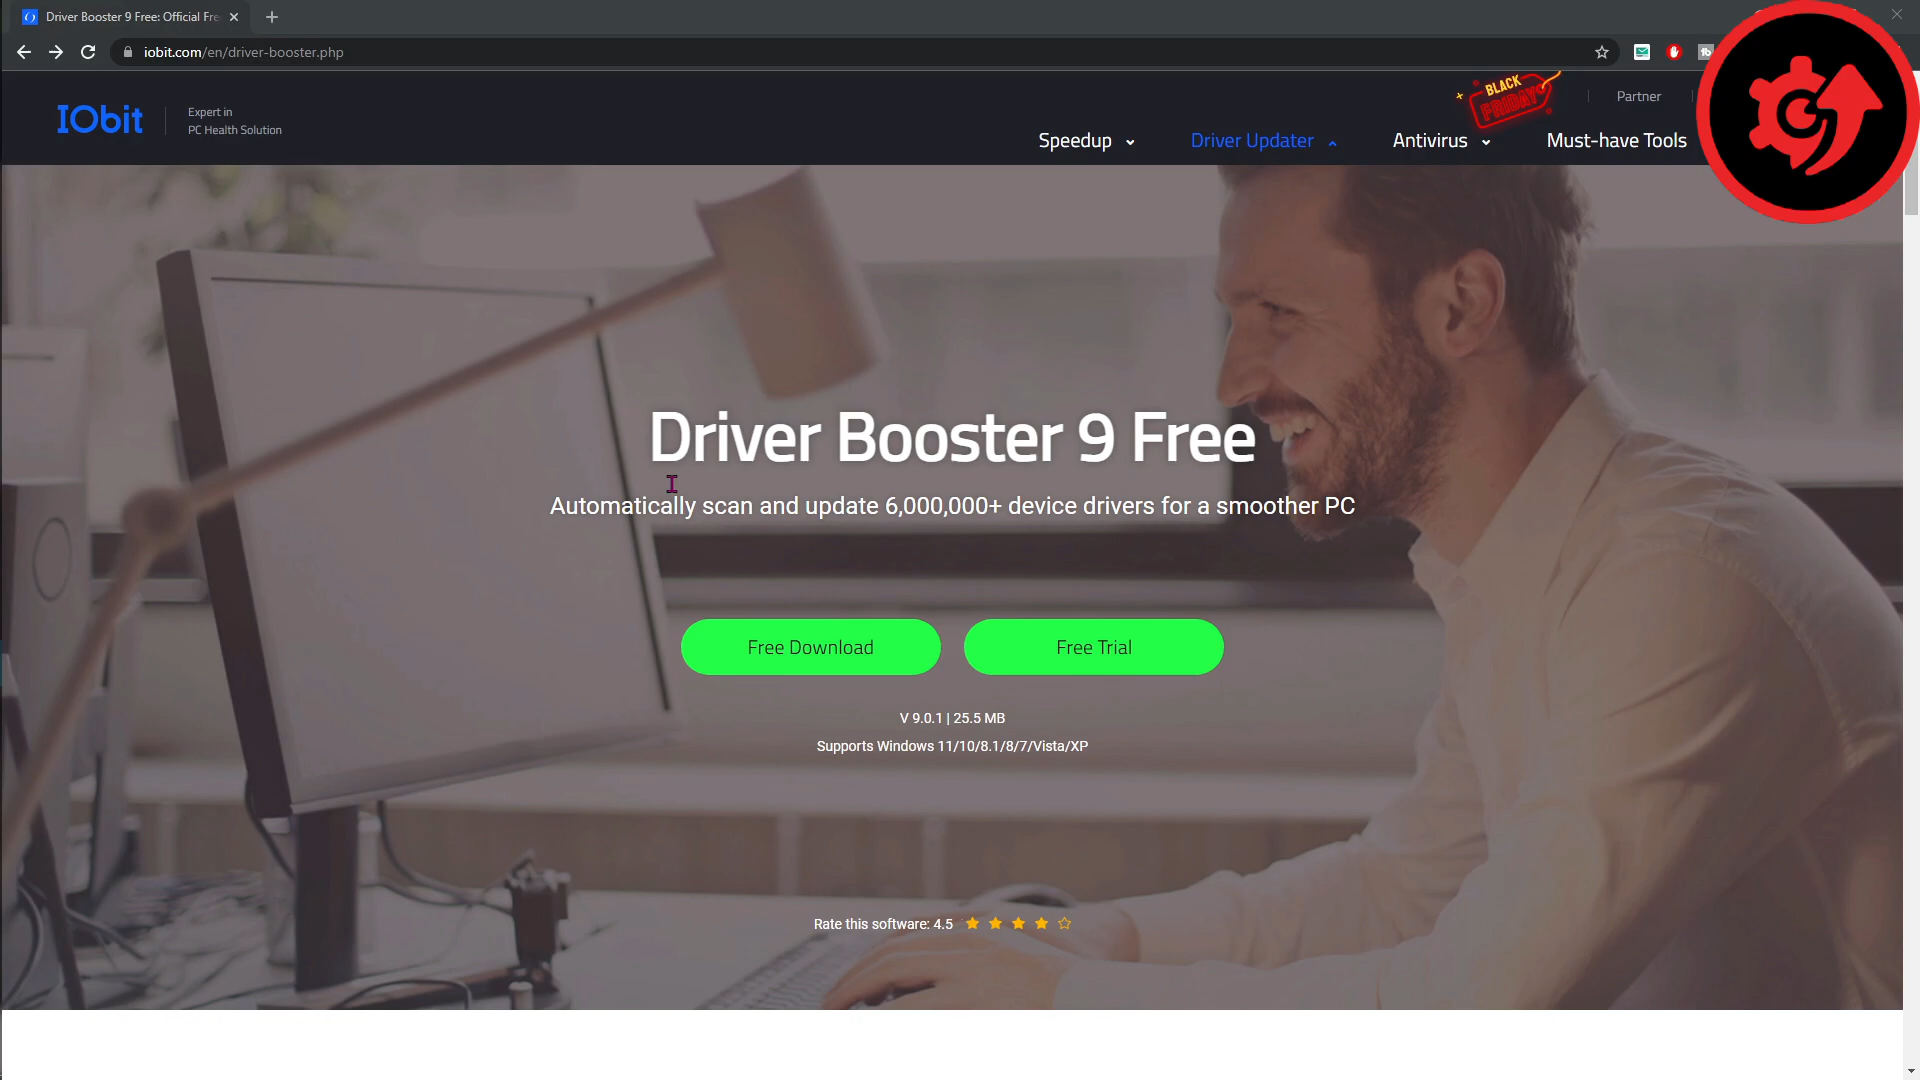 Driver Booster 9 Free: Official Fre
iobit.com/en/driver-booster.php
IObit
Expert in
PC Health Solution
BLACK
FRIDAY
Partner
Speedup
Driver Updater
Antivirus
Must-have Tools
Driver Booster 9 Free
Automatically scan and update 6,000,000+ device drivers for a smoother PC
Free Download
Free Trial
V 9.0.1 | 25.5 MB
Supports Windows 11/10/8.1/8/7/Vista/XP
Rate this software: 4.5